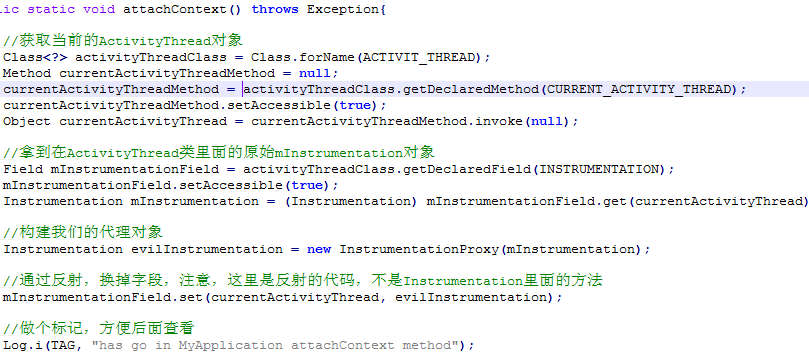 lic static void attachContext() throws Exception{
//获取当前的ActivityThread对象
Class<?> activityThreadClass = Class.forName(ACTIVIT_THREAD);
Method currentActivityThreadMethod = null;
currentActivityThreadMethod = activityThreadClass.getDeclaredMethod(CURRENT_ACTIVITY_THREAD);
currentActivityThreadMethod.setAccessible(true);
Object currentActivityThread = currentActivityThreadMethod.invoke(null);
//拿到在ActivityThread类里面的原始mInstrumentation对象
Field mInstrumentationField = activityThreadClass.getDeclaredField(INSTRUMENTATION);
mInstrumentationField.setAccessible(true);
Instrumentation mInstrumentation = (Instrumentation) mInstrumentationField.get(currentActivityThread)
//构建我们的代理对象
Instrumentation evilInstrumentation = new InstrumentationProxy(mInstrumentation);
//通过反射，换掉字段，注意，这里是反射的代码，不是Instrumentation里面的方法
mInstrumentationField.set(currentActivityThread, evilInstrumentation);
//做个标记，方便后面查看
Log.i(TAG, "has go in MyApplication attachContext method");